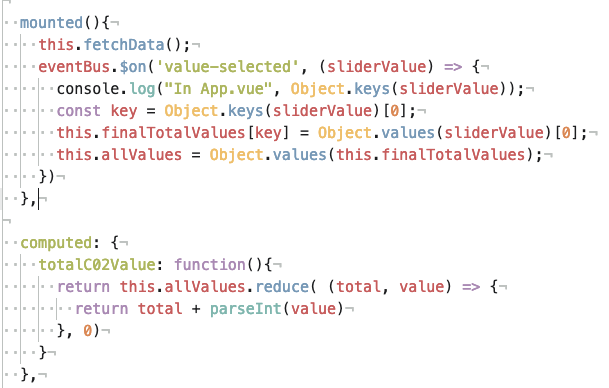 mounted(){
this.fetchData();
eventBus.$on('value-selected', (sliderValue) => {
console.log("In App.vue", Object.keys(sliderValue));
const key = Object.keys(sliderValue)[0];
this.finalTotalValues[key] = Object.values(sliderValue)[0];
this.allValues = Object.values(this.finalTotalValues);
})
},
computed: {
totalC02Value: function(){
return this.allValues.reduce( (total, value) => {
return total + parseInt(value)
}, 0)
}
},